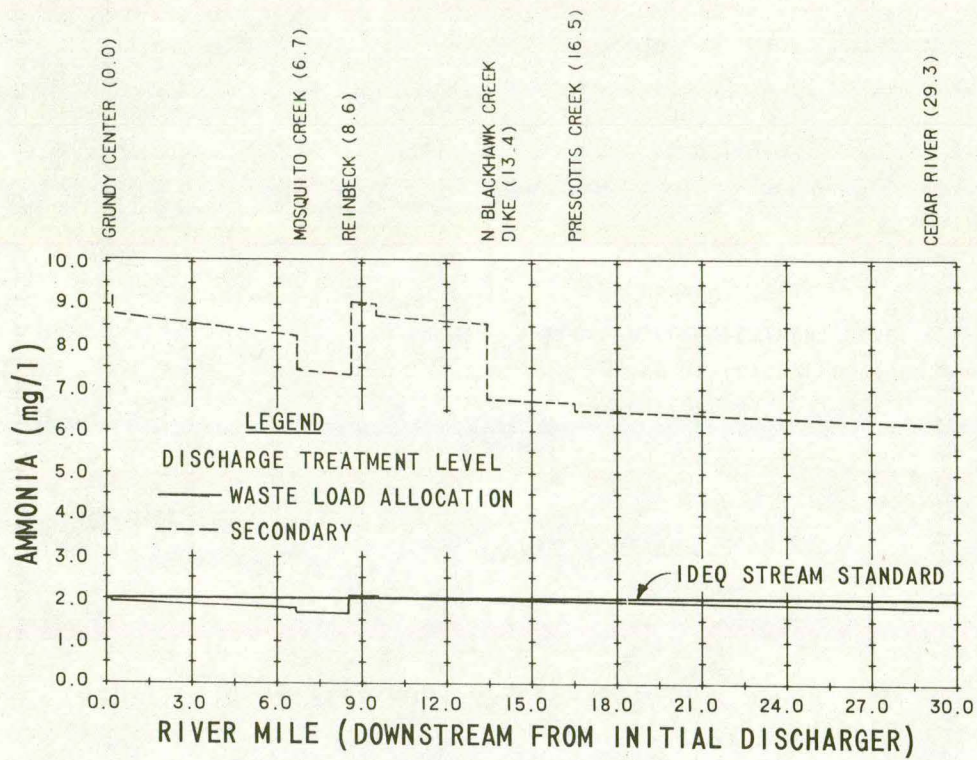 GRUNDY CENTER (0.0)
MOSQUITO CREEK (6.7)
REINBECK (8.6)
N BLACKHAWK CREEK
DIKE (13.4)
PRESCOTTS CREEK (16.5)
CEDAR RIVER (29.3)
AMMONIA (mg/l)
10.0
9.0
8.0
7.0
6.0
5.0
4.0
3.0
2.0
1.0
0.0
LEGEND
DISCHARGE TREATMENT LEVEL
WASTE LOAD ALLOCATION
SECONDARY
IDEQ STREAM STANDARD
0.0 3.0 6.0 9.0 12.0 15.0 18.0 21.0 24.0 27.0 30.0
RIVER MILE (DOWNSTREAM FROM INITIAL DISCHARGER)